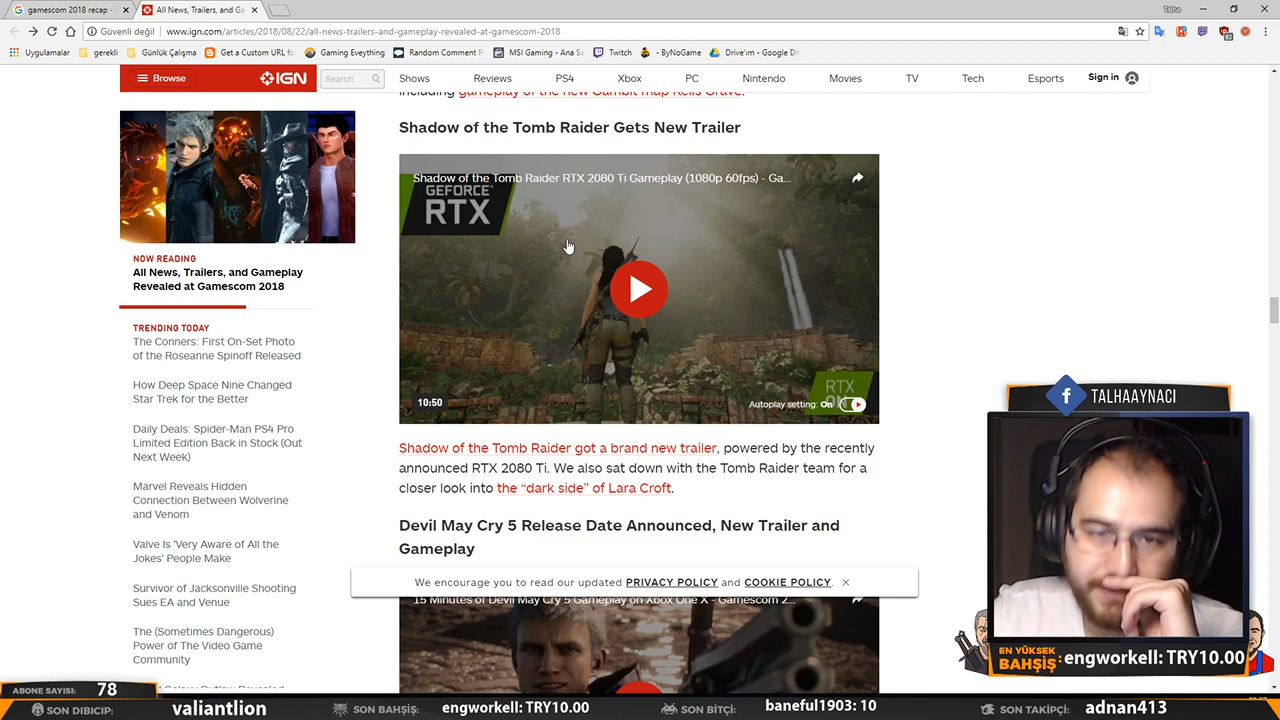 gamescom 2018 recap -
All News, Trailers, and Ga
Talha
Güvenli değil
www.ign.com/articles/2018/08/22/all-news-trailers-and-gameplay-revealed-at-gamescom-2018
Uygulamalar
gerekli
Günlük Çalışma
Get a Custom URL fo
Gaming Eveything
Random Comment P
MSI Gaming - Ana Sa
Twitch
- ByNoGame
Drive'ım - Google Dr
Browse
IGN
Search
Shows
Reviews
PS4
Xbox
PC
Nintendo
Movies
TV
Tech
Esports
Sign in
including gameplay of the new Gambit map Kells Grave.
Shadow of the Tomb Raider Gets New Trailer
Shadow of the Tomb Raider RTX 2080 Ti Gameplay (1080p 60fps) - Ga...
GEFORCE
RTX
10:50
Autoplay setting: On
RTX
Shadow of the Tomb Raider got a brand new trailer, powered by the recently
announced RTX 2080 Ti. We also sat down with the Tomb Raider team for a
closer look into the “dark side” of Lara Croft.
Devil May Cry 5 Release Date Announced, New Trailer and
Gameplay
15 Minutes of Devil May Cry 5 Gameplay on Xbox One X - Gamescom 2...
We encourage you to read our updated PRIVACY POLICY and COOKIE POLICY.
NOW READING
All News, Trailers, and Gameplay
Revealed at Gamescom 2018
TRENDING TODAY
The Conners: First On-Set Photo
of the Roseanne Spinoff Released
How Deep Space Nine Changed
Star Trek for the Better
Daily Deals: Spider-Man PS4 Pro
Limited Edition Back in Stock (Out
Next Week)
Marvel Reveals Hidden
Connection Between Wolverine
and Venom
Valve Is 'Very Aware of All the
Jokes' People Make
Survivor of Jacksonville Shooting
Sues EA and Venue
The (Sometimes Dangerous)
Power of The Video Game
Community
f TALHAAYNACI
EN YÜKSEK
BAHŞİŞ:
engworkell: TRY10.00
ABONE SAYISI:
78
SON DIBICIP:
valiantlion
SON BAHŞİŞ:
engworkell: TRY10.00
SON BİTÇİ:
baneful1903: 10
SON TAKİPÇİ:
adnan413